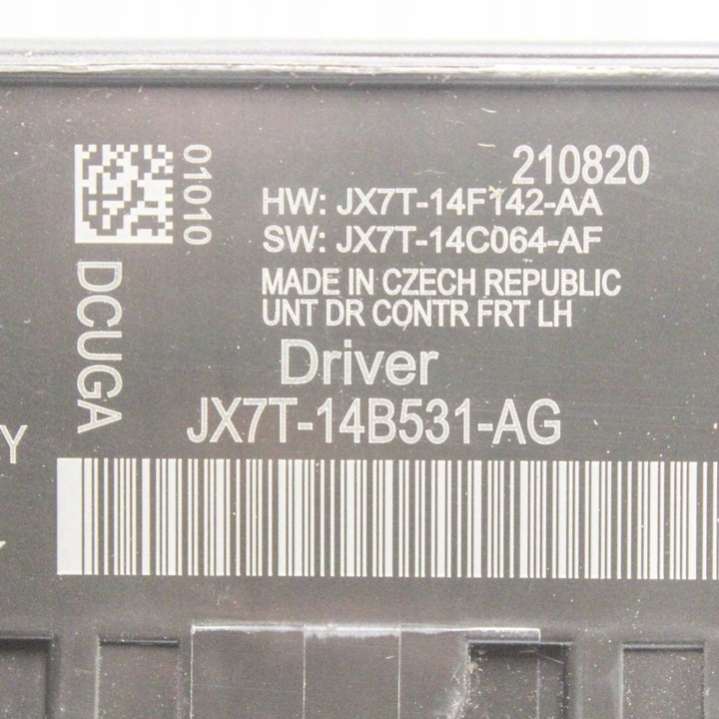 01010
210820
HW: JX7T-14F142-AA
SW: JX7T-14C064-AF
MADE IN CZECH REPUBLIC
UNT DR CONTR FRT LH
DCUGA
Driver
JX7T-14B531-AG
Y